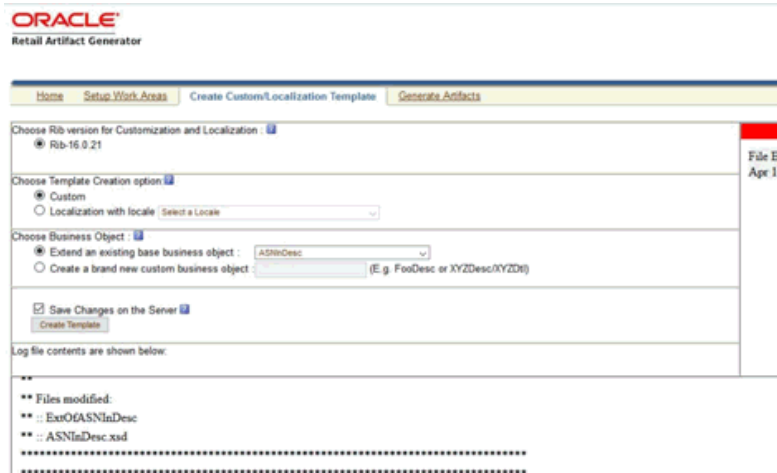 ORACLE
Retail Artifact Generator
Home Setup Work Areas Create Custom/Localization Template Generate Artifacts
Choose Rib version for Customization and Localization :
Rib-16.0.21
File E
Apr 1
Choose Template Creation option:
Custom
Localization with locale Select a Locale
Choose Business Object :
Extend an existing base business object : ASNInDesc
Create a brand new custom business object : (E.g. FooDesc or XYZDesc/XYZDtl)
Save Changes on the Server
Create Template
Log file contents are shown below:
**
** Files modified:
** :: ExtOfASNInDesc
** :: ASNInDesc.xsd